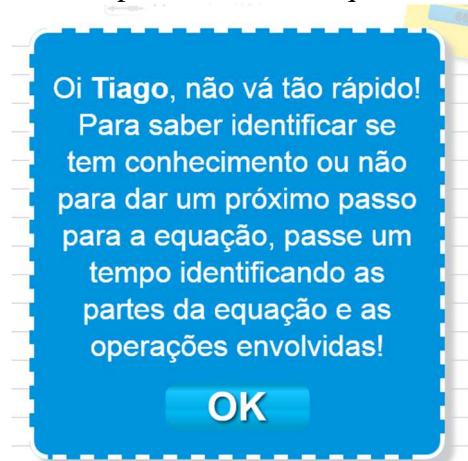 Oi Tiago, não vá tão rápido!
Para saber identificar se
tem conhecimento ou não
para dar um próximo passo
para a equação, passe um
tempo identificando as
partes da equação e as
operações envolvidas!
OK